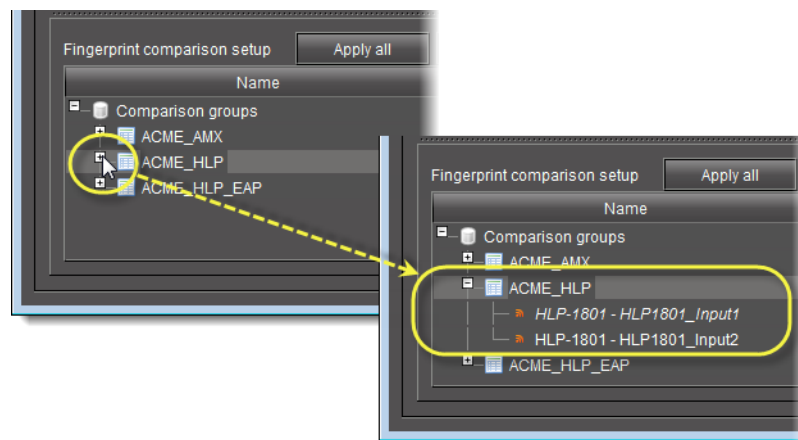 Fingerprint comparison setup Apply all
Name
Comparison groups
ACME_AMX
ACME_HLP
ACME_HLP_EAP
Fingerprint comparison setup Apply all
Name
Comparison groups
ACME_AMX
ACME_HLP
HLP-1801 - HLP1801_Input1
HLP-1801 - HLP1801_Input2
ACME_HLP_EAP